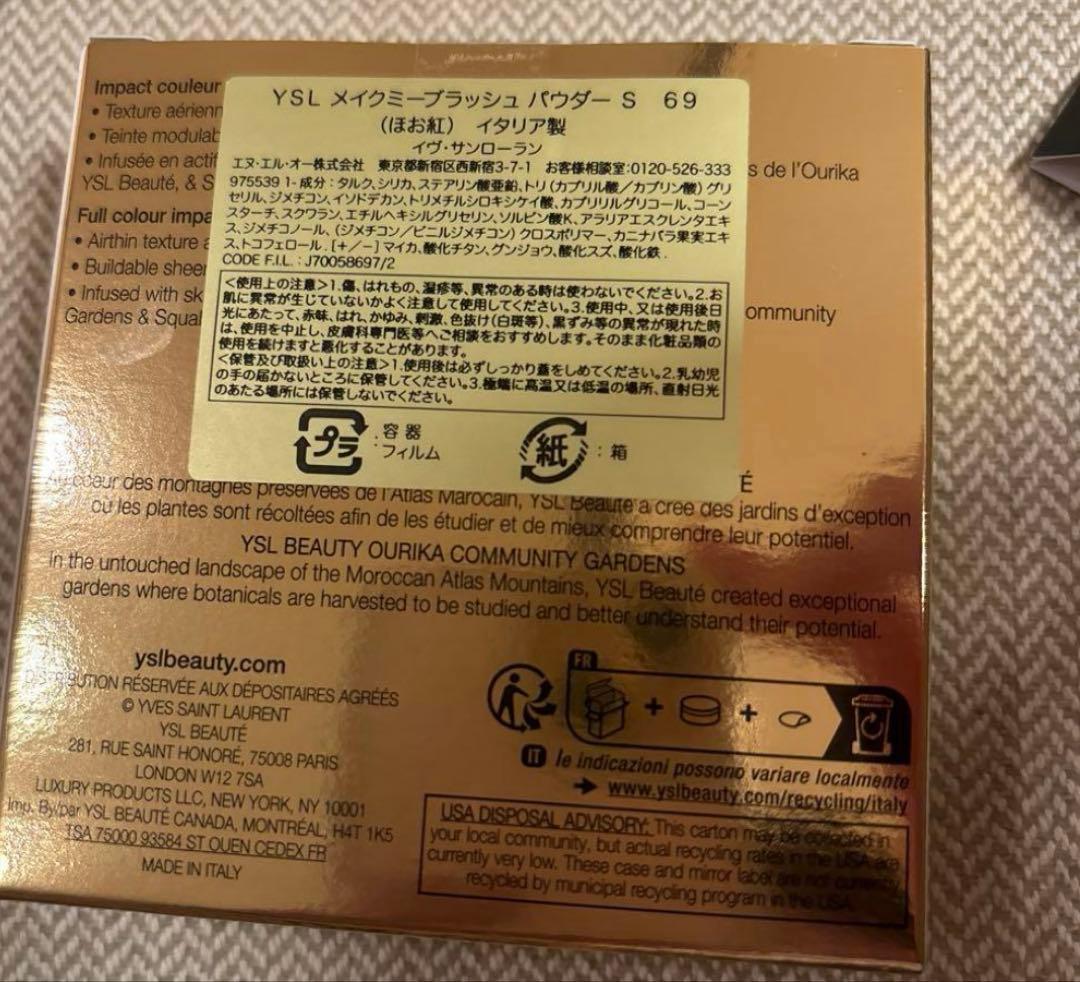 Impact couleur
• Texture aérienn
• Teinte modulab
• Infusée en actif
YSL Beauté, & S
s de l'Ourika
Full colour impa
• Airthin texture a
• Buildable sheer
• Infused with sk
ommunity
Gardens & Squal
YSL メイクミーブラッシュ パウダー S 69
(ほお紅) イタリア製
イヴ・サンローラン
エヌ・エル・オー株式会社 東京都新宿区西新宿3-7-1 お客様相談室:0120-526-333
975539 1- 成分:タルク、シリカ、ステアリン酸亜鉛、トリ(カプリル酸/カプリン酸)グリ
セリル、ジメチコン、イソドデカン、トリメチルシロキシケイ酸、カプリリルグリコール、コーン
スターチ、スクワラン、エチルヘキシルグリセリン、ソルビン酸K、アラリアエスクレンタエキ
ス、ジメチコノール、(ジメチコン/ビニルジメチコン)クロスポリマー、カニナバラ果実エキ
ス、トコフェロール. [+/-] マイカ、酸化チタン、グンジョウ、酸化スズ、酸化鉄.
CODE F.I.L.: J70058697/2
<使用上の注意>1.傷、はれもの、湿疹等、異常のある時は使わないでください。2.お
肌に異常が生じていないかよく注意して使用してください。3.使用中、又は使用後日
光にあたって、赤味、はれ、かゆみ、刺激、色抜け(白斑等)、黒ずみ等の異常が現れた時
は、使用を中止し、皮膚科専門医等へご相談をおすすめします。そのまま化粧品類の
使用を続けますと悪化することがあります。
<保管及び取扱い上の注意>1.使用後は必ずしっかり蓋をしめてください。2.乳幼児
の手の届かないところに保管してください。3.極端に高温又は低温の場所、直射日光
のあたる場所には保管しないでください。
プラ : 容器
フィルム
紙 : 箱
É
Au coeur des montagnes préservées de l'Atlas Marocain, YSL Beauté a créé des jardins d'exception
où les plantes sont récoltées afin de les étudier et de mieux comprendre leur potentiel.
YSL BEAUTY OURIKA COMMUNITY GARDENS
In the untouched landscape of the Moroccan Atlas Mountains, YSL Beauté created exceptional
gardens where botanicals are harvested to be studied and better understand their potential.
yslbeauty.com
DISTRIBUTION RÉSERVÉE AUX DÉPOSITAIRES AGRÉÉS
© YVES SAINT LAURENT
YSL BEAUTÉ
281, RUE SAINT HONORÉ, 75008 PARIS
LONDON W12 7SA
LUXURY PRODUCTS LLC, NEW YORK, NY 10001
Imp. By/par YSL BEAUTÉ CANADA, MONTRÉAL, H4T 1K5
TSA 75000 93584 ST OUEN CEDEX FR
MADE IN ITALY
FR
+ +
IT le indicazioni possono variare localmente
→ www.yslbeauty.com/recycling/italy
USA DISPOSAL ADVISORY: This carton may be collected in
your local community, but actual recycling rates in the USA are
currently very low. These case and mirror label are not currently
recycled by municipal recycling program in the USA.